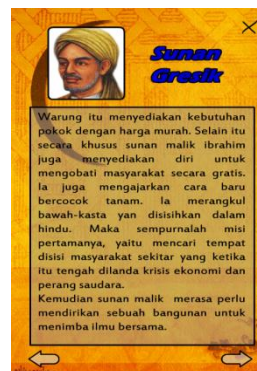 Sunan
Gresik
Warung itu menyediakan kebutuhan
pokok dengan harga murah. Selain itu
secara khusus sunan malik ibrahim
juga menyediakan diri untuk
mengobati masyarakat secara gratis.
Ia juga mengajarkan cara baru
bercocok tanam. Ia merangkul
bawah-kasta yan disisihkan dalam
hindu. Maka sempurnalah misi
pertamanya, yaitu mencari tempat
disisi masyarakat sekitar yang ketika
itu tengah dilanda krisis ekonomi dan
perang saudara.
Kemudian sunan malik merasa perlu
mendirikan sebuah bangunan untuk
menimba ilmu bersama.